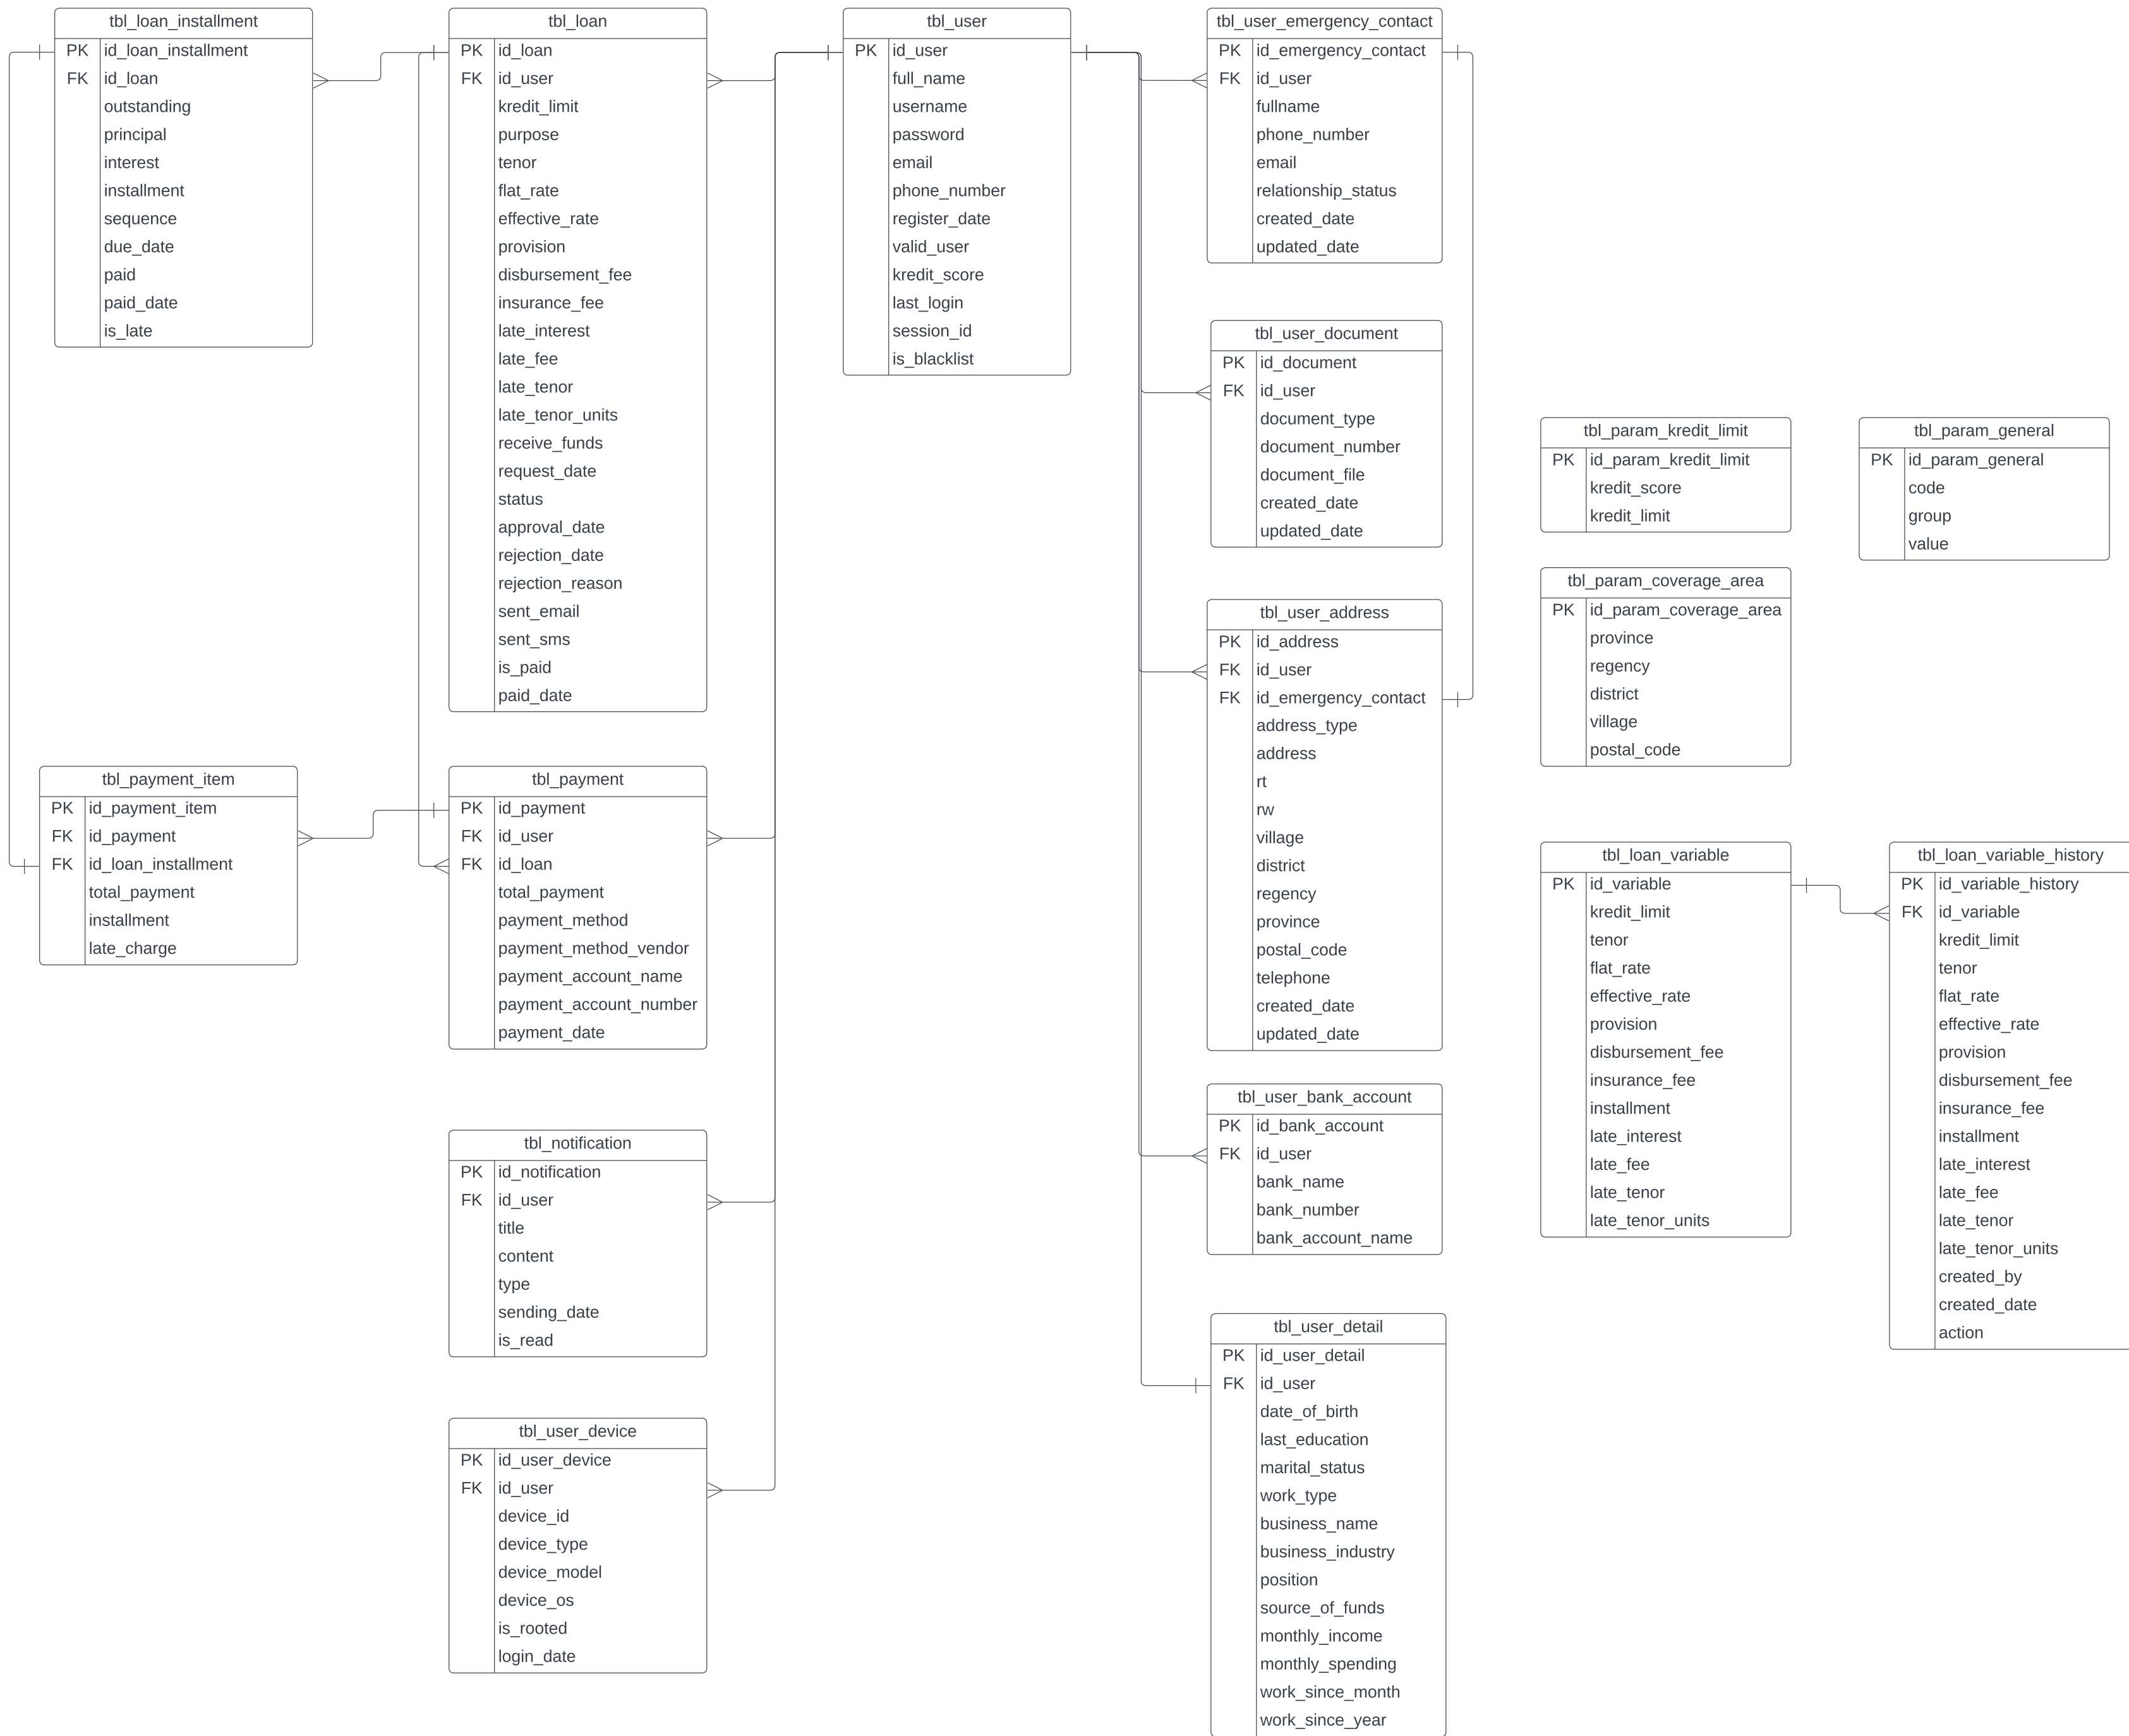 tbl_loan_installment
PK id_loan_installment
FK id_loan
outstanding
principal
interest
installment
sequence
due_date
paid
paid_date
is_late
tbl_loan
PK id_loan
FK id_user
kredit_limit
purpose
tenor
flat_rate
effective_rate
provision
disbursement_fee
insurance_fee
late_interest
late_fee
late_tenor
late_tenor_units
receive_funds
request_date
status
approval_date
rejection_date
rejection_reason
sent_email
sent_sms
is_paid
paid_date
tbl_user
PK id_user
full_name
username
password
email
phone_number
register_date
valid_user
kredit_score
last_login
session_id
is_blacklist
tbl_user_emergency_contact
PK id_emergency_contact
FK id_user
fullname
phone_number
email
relationship_status
created_date
updated_date
tbl_user_document
PK id_document
FK id_user
document_type
document_number
document_file
created_date
updated_date
tbl_param_kredit_limit
PK id_param_kredit_limit
kredit_score
kredit_limit
tbl_param_general
PK id_param_general
code
group
value
tbl_param_coverage_area
PK id_param_coverage_area
province
regency
district
village
postal_code
tbl_user_address
PK id_address
FK id_user
FK id_emergency_contact
address_type
address
rt
rw
village
district
regency
province
postal_code
telephone
created_date
updated_date
tbl_payment_item
PK id_payment_item
FK id_payment
FK id_loan_installment
total_payment
installment
late_charge
tbl_payment
PK id_payment
FK id_user
FK id_loan
total_payment
payment_method
payment_method_vendor
payment_account_name
payment_account_number
payment_date
tbl_loan_variable
PK id_variable
kredit_limit
tenor
flat_rate
effective_rate
provision
disbursement_fee
insurance_fee
installment
late_interest
late_fee
late_tenor
late_tenor_units
tbl_loan_variable_history
PK id_variable_history
FK id_variable
kredit_limit
tenor
flat_rate
effective_rate
provision
disbursement_fee
insurance_fee
installment
late_interest
late_fee
late_tenor
late_tenor_units
created_by
created_date
action
tbl_user_bank_account
PK id_bank_account
FK id_user
bank_name
bank_number
bank_account_name
tbl_notification
PK id_notification
FK id_user
title
content
type
sending_date
is_read
tbl_user_detail
PK id_user_detail
FK id_user
date_of_birth
last_education
marital_status
work_type
business_name
business_industry
position
source_of_funds
monthly_income
monthly_spending
work_since_month
work_since_year
tbl_user_device
PK id_user_device
FK id_user
device_id
device_type
device_model
device_os
is_rooted
login_date